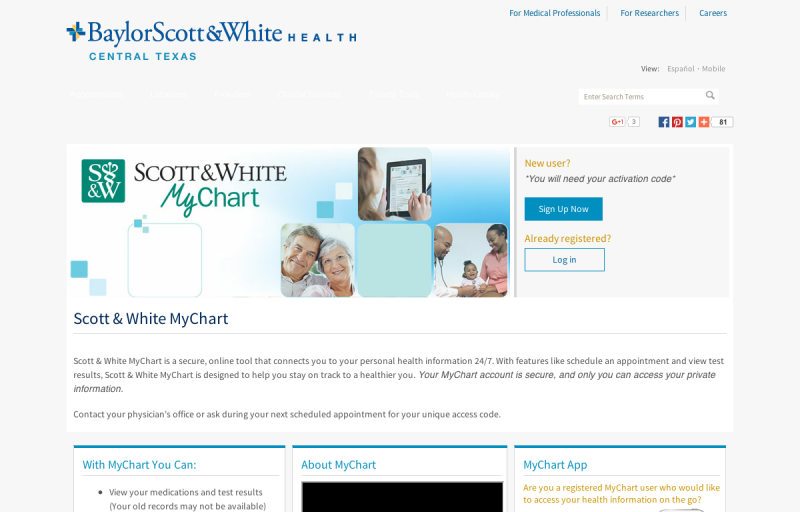 For Medical Professionals
For Researchers
Careers
BaylorScott&White HEALTH
CENTRAL TEXAS
View: Español - Mobile
Enter Search Terms
G+1 3
81
SCOTT & WHITE
MyChart
S&W
New user?
*You will need your activation code*
Sign Up Now
Already registered?
Log in
Scott & White MyChart
Scott & White MyChart is a secure, online tool that connects you to your personal health information 24/7. With features like schedule an appointment and view test
results, Scott & White MyChart is designed to help you stay on track to a healthier you. Your MyChart account is secure, and only you can access your private
information.
Contact your physician's office or ask during your next scheduled appointment for your unique access code.
With MyChart You Can:
View your medications and test results
(Your old records may not be available)
About MyChart
MyChart App
Are you a registered MyChart user who would like
to access your health information on the go?